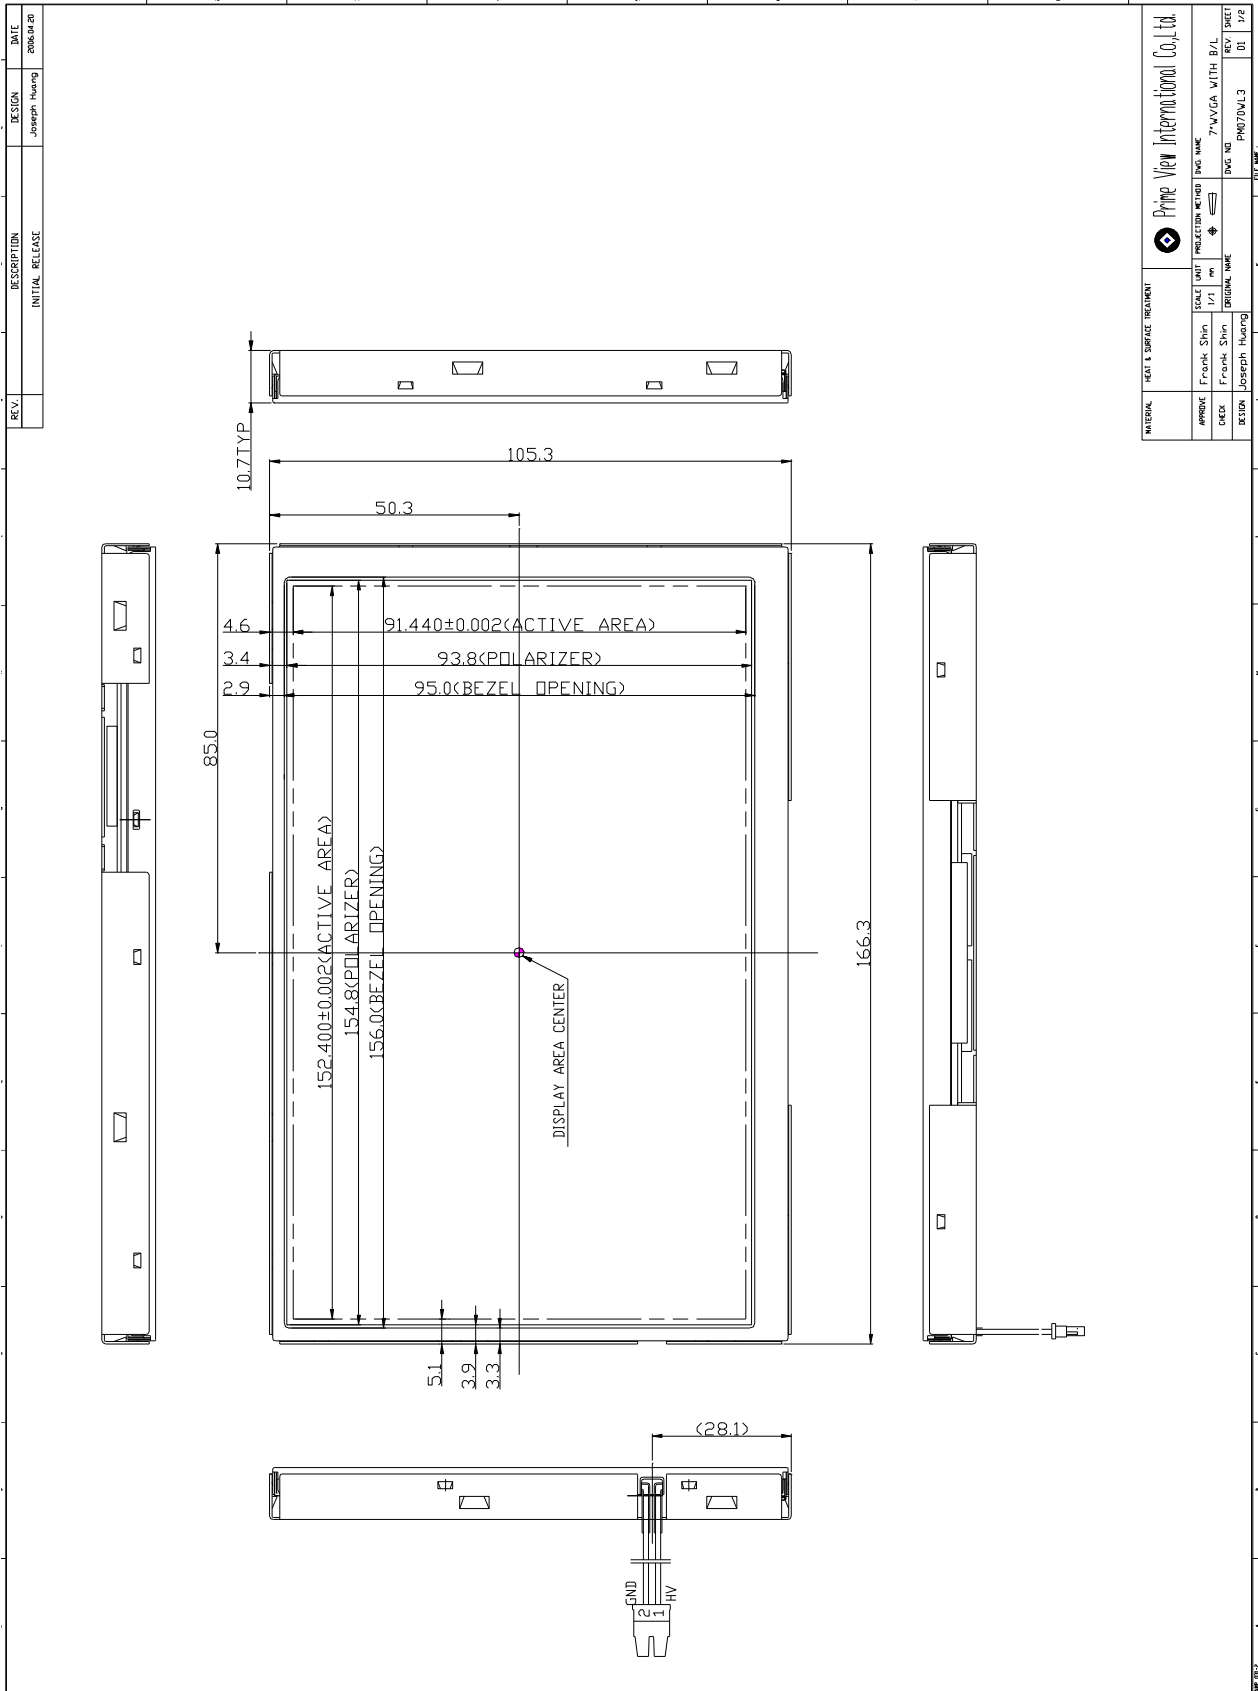 REV.
DESCRIPTION
DESIGN
DATE
INITIAL RELEASE
Joseph Huang
2006.04.20
MATERIAL
HEAT & SURFACE TREATMENT
Prime View International Co.,Ltd.
APPROVE
Frank Shin
SCALE
UNIT
PROJECTION METHOD
DWG. NAME
1/1
mm
7"WVGA WITH B/L
CHECK
Frank Shin
ORIGINAL NAME
DWG. NO.
REV.
SHEET
DESIGN
Joseph Huang
PM070WL3
01
1/2
10.7TYP
105.3
50.3
4.6
91.440±0.002(ACTIVE AREA)
3.4
93.8(POLARIZER)
2.9
95.0(BEZEL OPENING)
85.0
152.400±0.002(ACTIVE AREA)
154.8(POLARIZER)
156.0(BEZEL OPENING)
DISPLAY AREA CENTER
166.3
5.1
3.9
3.3
(28.1)
GND
HV
2
1